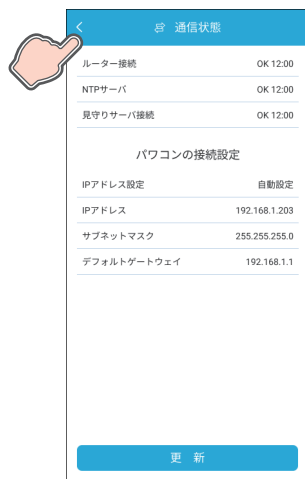 通信状態
ルーター接続 OK 12:00
NTPサーバ OK 12:00
見守りサーバ接続 OK 12:00
パワコンの接続設定
IPアドレス設定 自動設定
IPアドレス 192.168.1.203
サブネットマスク 255.255.255.0
デフォルトゲートウェイ 192.168.1.1
更 新